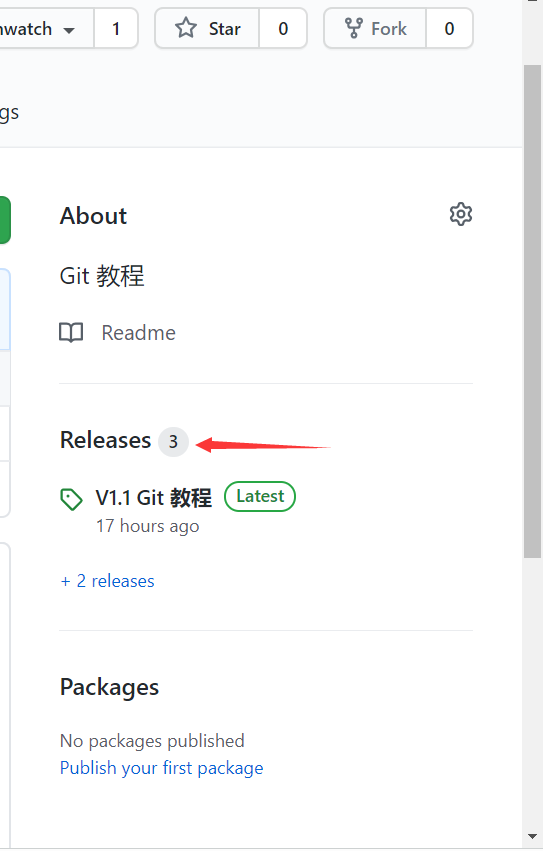 nwatch 1 Star 0 Fork 0
gs
About
Git 教程
Readme
Releases 3
V1.1 Git 教程 Latest
17 hours ago
+ 2 releases
Packages
No packages published
Publish your first package